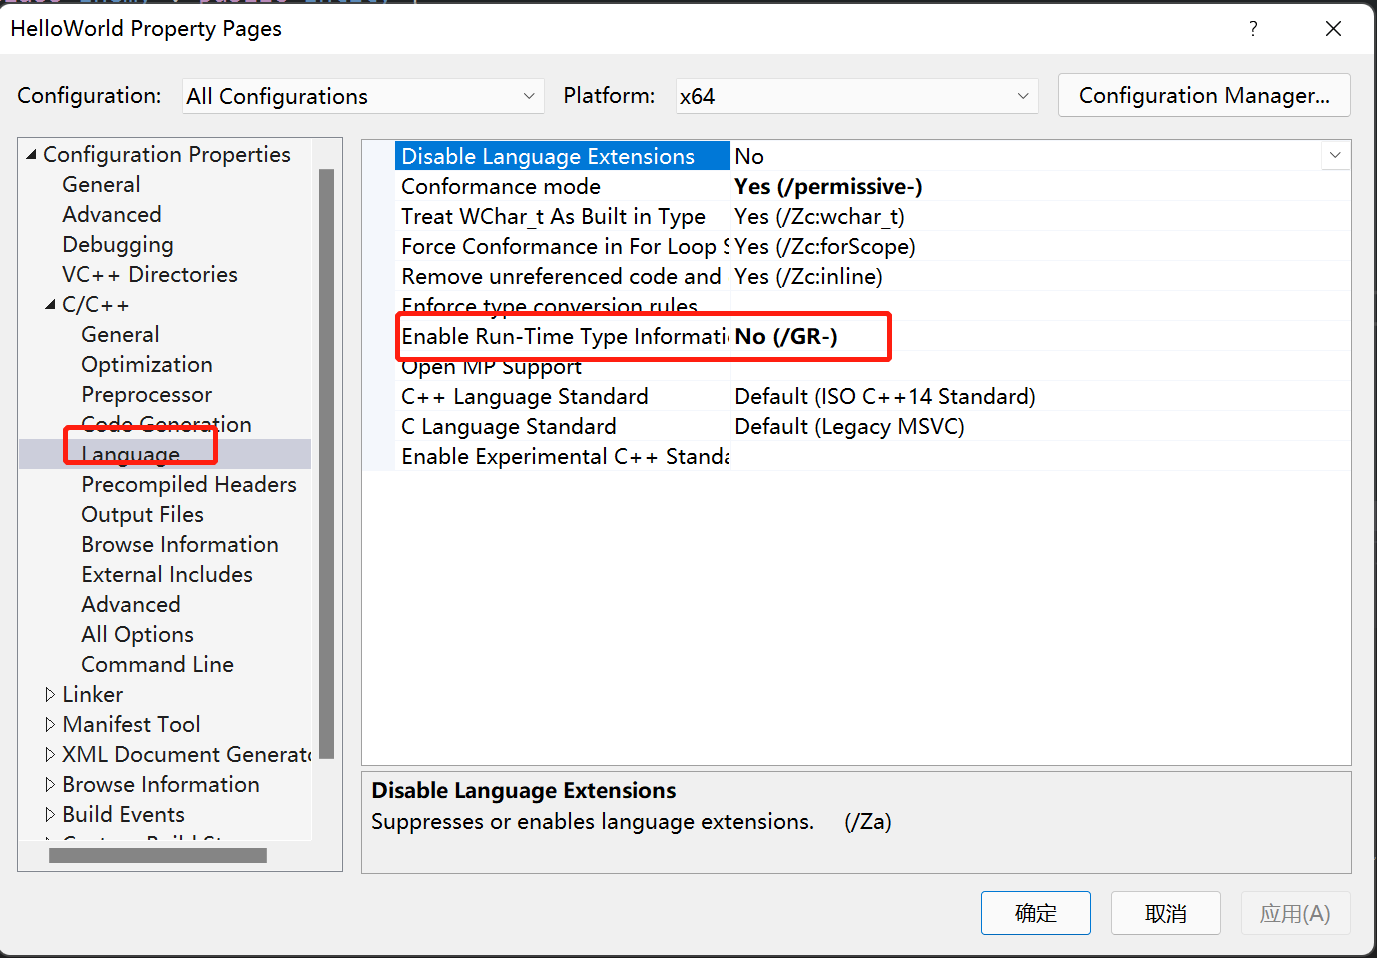 HelloWorld Property Pages
?
Configuration: All Configurations Platform: x64 Configuration Manager...
Configuration Properties
General
Advanced
Debugging
VC++ Directories
C/C++
General
Optimization
Preprocessor
Code Generation
Language
Precompiled Headers
Output Files
Browse Information
External Includes
Advanced
All Options
Command Line
Linker
Manifest Tool
XML Document Generato
Browse Information
Build Events
Disable Language Extensions No
Conformance mode Yes (/permissive-)
Treat WChar_t As Built in Type Yes (/Zc:wchar_t)
Force Conformance in For Loop S Yes (/Zc:forScope)
Remove unreferenced code and Yes (/Zc:inline)
Enforce type conversion rules
Enable Run-Time Type Informati No (/GR-)
Open MP Support
C++ Language Standard Default (ISO C++14 Standard)
C Language Standard Default (Legacy MSVC)
Enable Experimental C++ Standa
Disable Language Extensions
Suppresses or enables language extensions. (/Za)
确定 取消 应用(A)